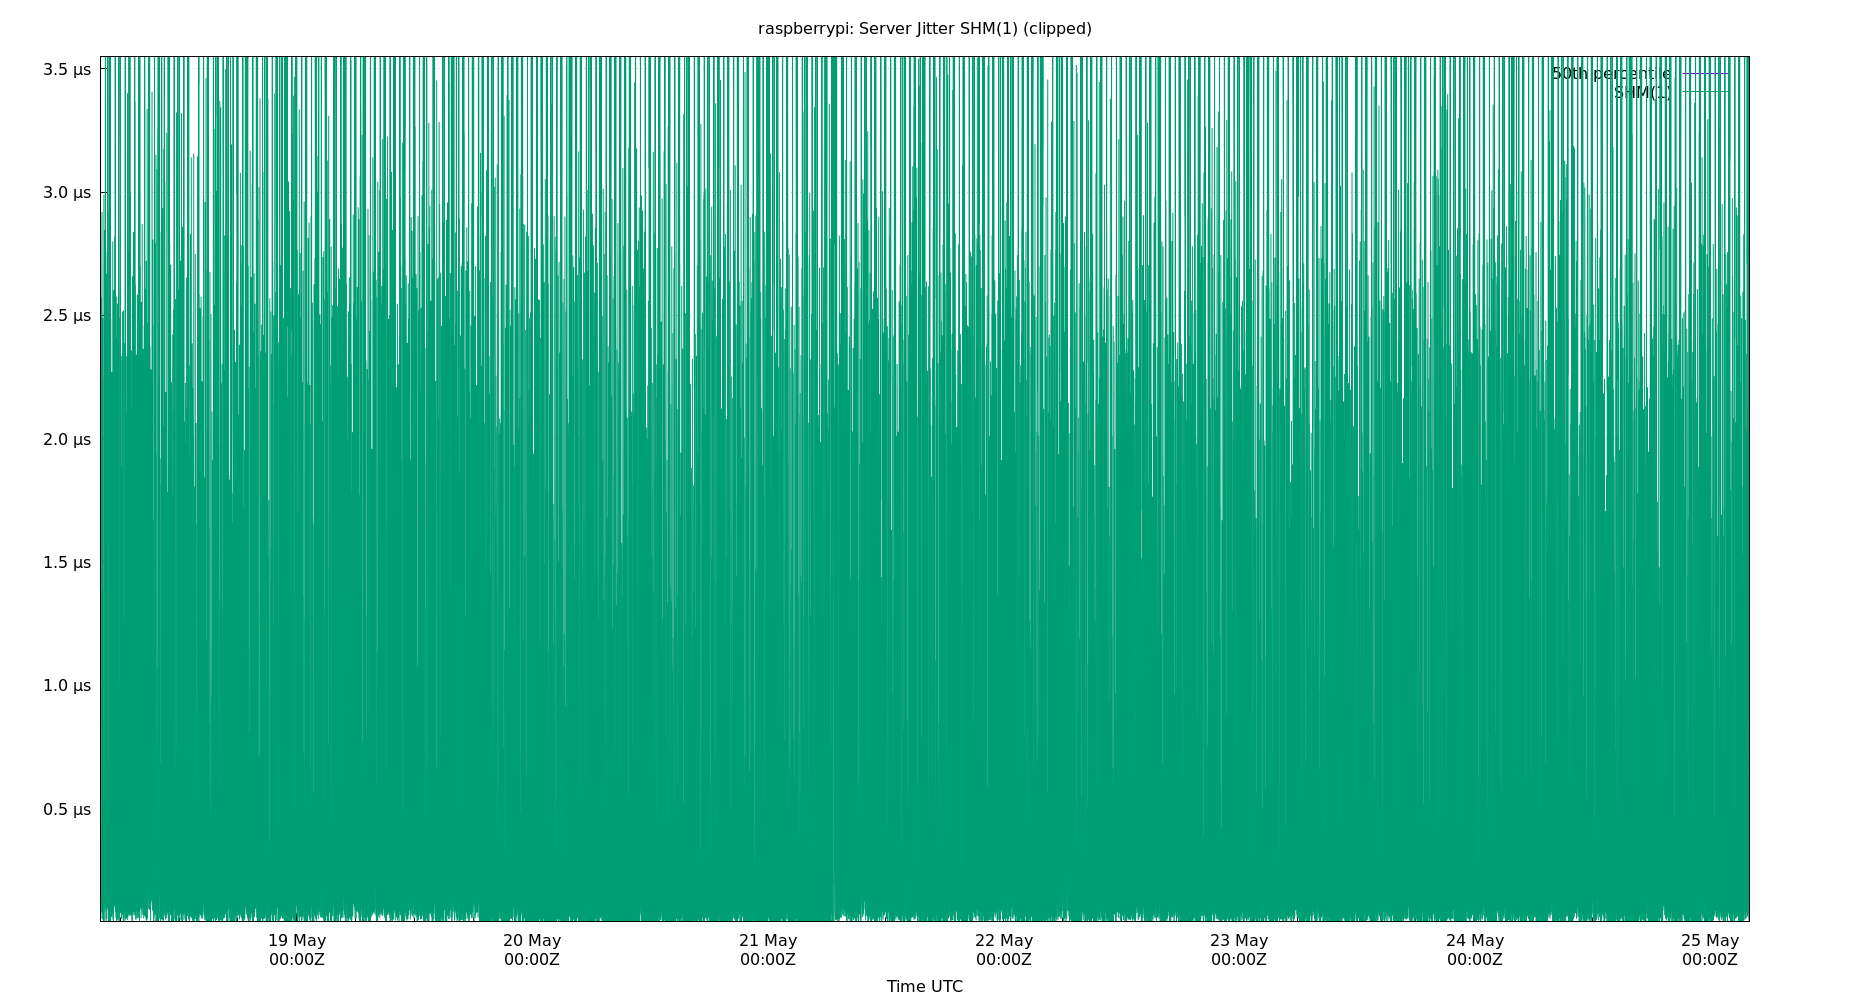 raspberrypi: Server Jitter SHM(1) (clipped)
3.5 µs
50th percentile
SHM(1)
3.0 µs
2.5 µs
2.0 µs
1.5 µs
1.0 µs
0.5 µs
19 May 20 May 21 May 22 May 23 May 24 May 25 May
00:00Z 00:00Z 00:00Z 00:00Z 00:00Z 00:00Z 00:00Z
Time UTC